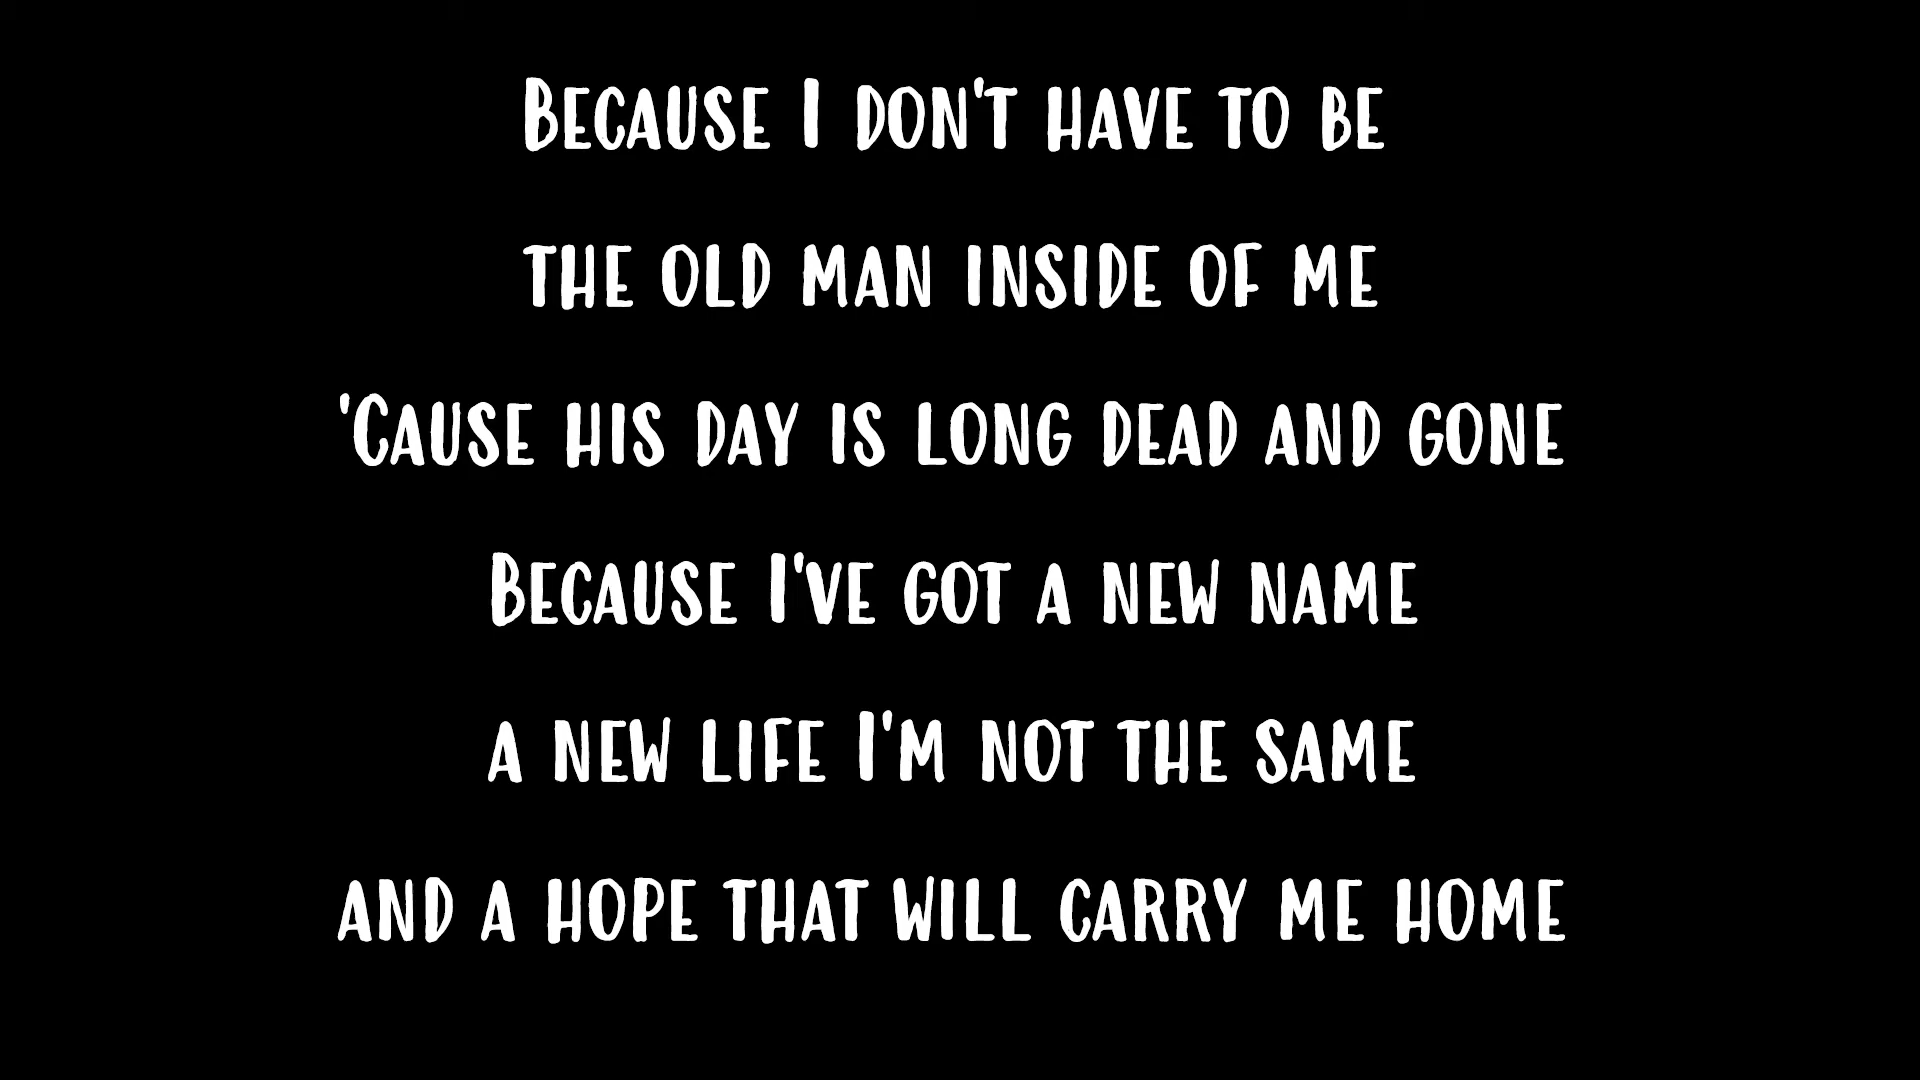 Because I don't have to be
the old man inside of me
'Cause his day is long dead and gone
Because I've got a new name
a new life I'm not the same
and a hope that will carry me home